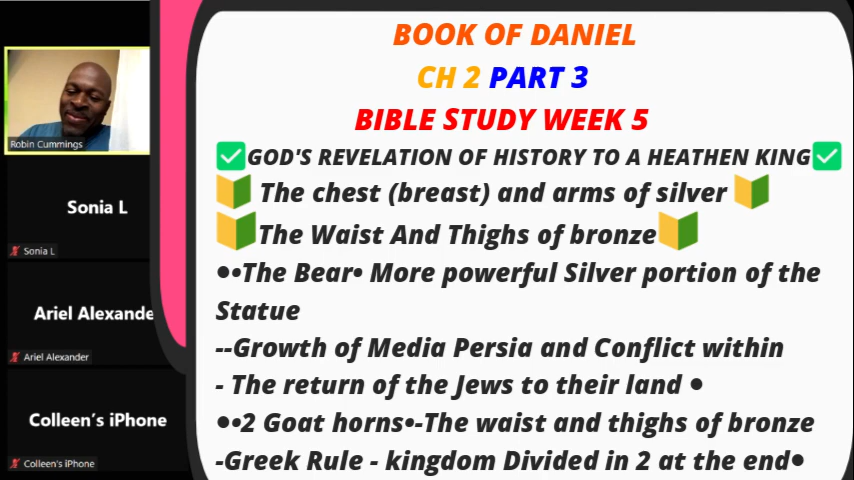 BOOK OF DANIEL
CH 2 PART 3
BIBLE STUDY WEEK 5
✅GOD'S REVELATION OF HISTORY TO A HEATHEN KING✅
🔰 The chest (breast) and arms of silver 🔰
🔰The Waist And Thighs of bronze🔰
●•The Bear• More powerful Silver portion of the
Statue
--Growth of Media Persia and Conflict within
- The return of the Jews to their land ●
●•2 Goat horns•-The waist and thighs of bronze
-Greek Rule - kingdom Divided in 2 at the end●
Robin Cummings
Sonia L
Sonia L
Ariel Alexande
Ariel Alexander
Colleen's iPhone
Colleen's iPhone